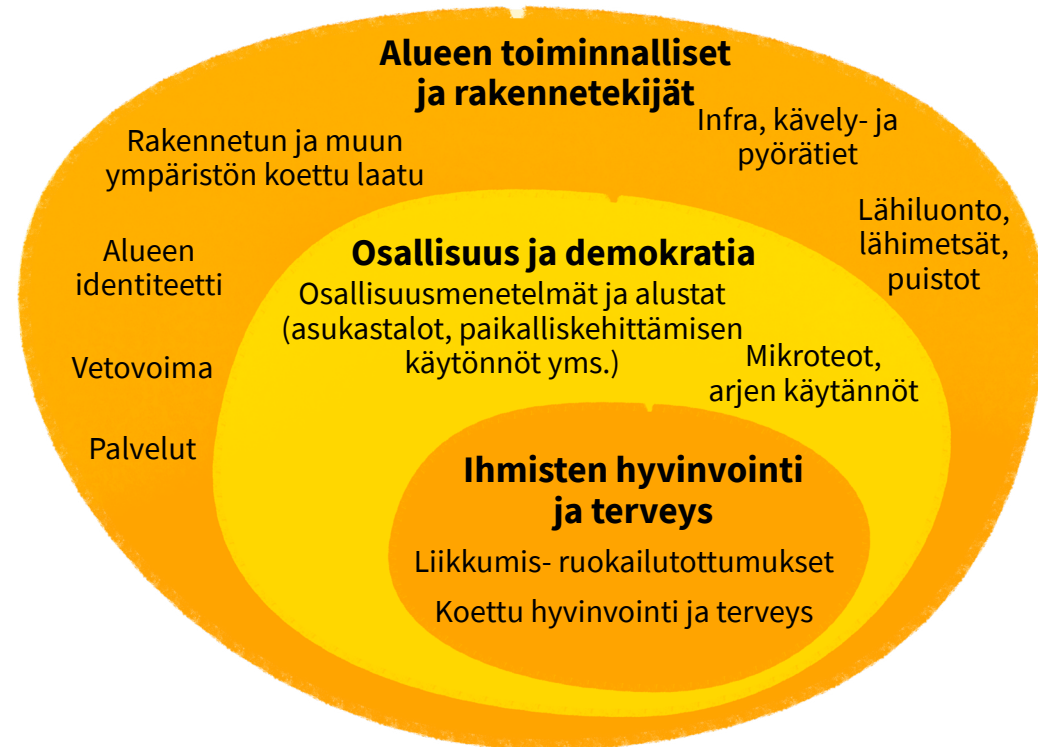 Alueen toiminnalliset
ja rakennetekijät
Infra, kävely- ja
pyörätiet
Rakennetun ja muun
ympäristön koettu laatu
Lähiluonto,
lähimetsät,
puistot
Alueen
identiteetti
Osallisuus ja demokratia
Osallisuusmenetelmät ja alustat
(asukastalot, paikalliskehittämisen
käytönnöt yms.)
Mikroteot,
arjen käytännöt
Vetovoima
Palvelut
Ihmisten hyvinvointi
ja terveys
Liikkumis- ruokailutottumukset
Koettu hyvinvointi ja terveys